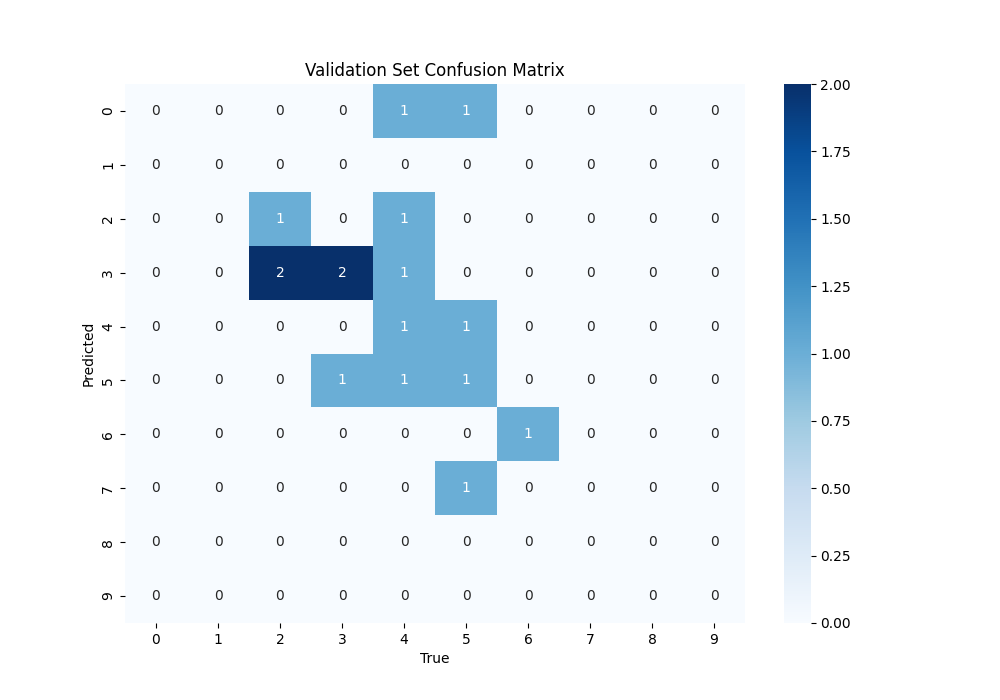 Validation Set Confusion Matrix
Predicted
0 0 0 0 0 1 1 0 0 0 0
1 0 0 0 0 0 0 0 0 0 0
2 0 0 1 0 1 0 0 0 0 0
3 0 0 2 2 1 0 0 0 0 0
4 0 0 0 0 1 1 0 0 0 0
5 0 0 0 1 1 1 0 0 0 0
6 0 0 0 0 0 0 1 0 0 0
7 0 0 0 0 0 1 0 0 0 0
8 0 0 0 0 0 0 0 0 0 0
9 0 0 0 0 0 0 0 0 0 0
0 1 2 3 4 5 6 7 8 9
True
2.00
1.75
1.50
1.25
1.00
0.75
0.50
0.25
0.00